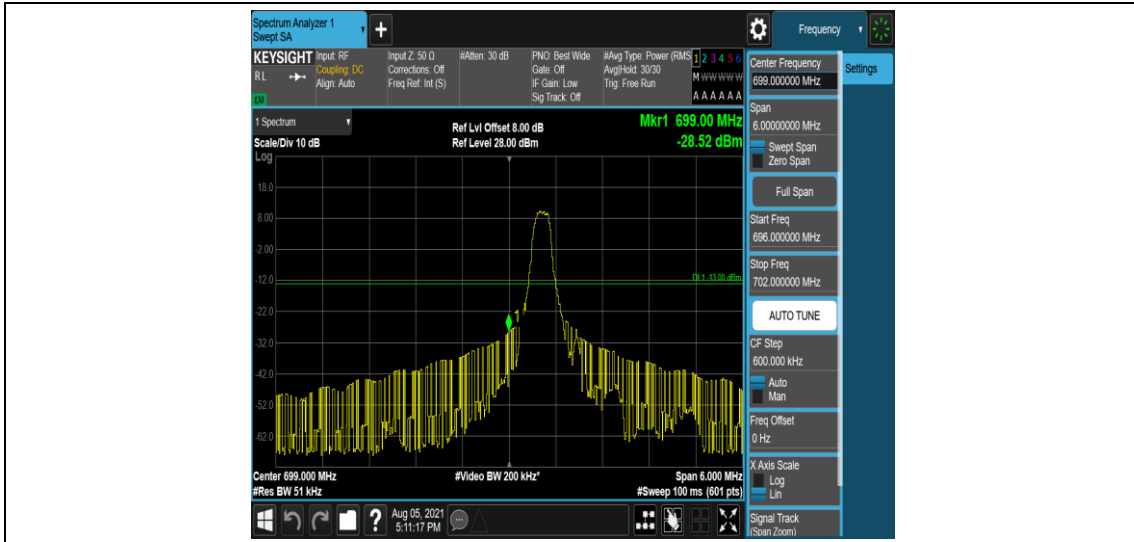 Spectrum Analyzer 1
Swept SA
+
Frequency
KEYSIGHT
RL
LXI
Input: RF
Coupling: DC
Align: Auto
Input Z: 50 Ω
Corrections: Off
Freq Ref: Int (S)
#Atten: 30 dB
PNO: Best Wide
Gate: Off
IF Gain: Low
Sig Track: Off
#Avg Type: Power (RMS
Avg|Hold: 30/30
Trig: Free Run
1 2 3 4 5 6
M W W W W W
A A A A A A
1 Spectrum
Scale/Div 10 dB
Ref Lvl Offset 8.00 dB
Ref Level 28.00 dBm
Mkr1 699.00 MHz
-28.52 dBm
Log
18.0
8.00
-2.00
-12.0
DL1 -13.00 dBm
-22.0
1
-32.0
-42.0
-52.0
-62.0
Center 699.000 MHz
#Res BW 51 kHz
#Video BW 200 kHz*
Span 6.000 MHz
#Sweep 100 ms (601 pts)
Center Frequency
699.000000 MHz
Settings
Span
6.00000000 MHz
Swept Span
Zero Span
Full Span
Start Freq
696.000000 MHz
Stop Freq
702.000000 MHz
AUTO TUNE
CF Step
600.000 kHz
Auto
Man
Freq Offset
0 Hz
X Axis Scale
Log
Lin
Signal Track
(Span Zoom)
?
Aug 05, 2021
5:11:17 PM